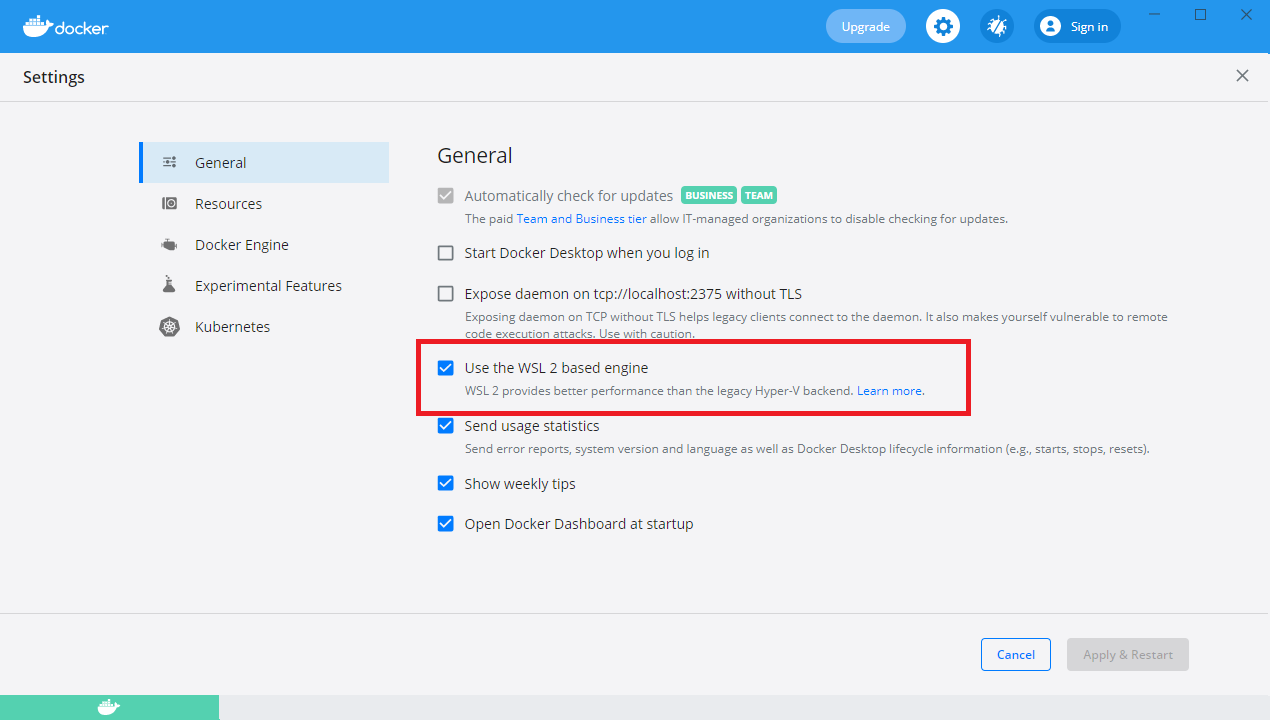 docker
Upgrade
Sign in
Settings
General
Resources
Docker Engine
Experimental Features
Kubernetes
General
Automatically check for updates BUSINESS TEAM
The paid Team and Business tier allow IT-managed organizations to disable checking for updates.
Start Docker Desktop when you log in
Expose daemon on tcp://localhost:2375 without TLS
Exposing daemon on TCP without TLS helps legacy clients connect to the daemon. It also makes yourself vulnerable to remote
code execution attacks. Use with caution.
Use the WSL 2 based engine
WSL 2 provides better performance than the legacy Hyper-V backend. Learn more.
Send usage statistics
Send error reports, system version and language as well as Docker Desktop lifecycle information (e.g., starts, stops, resets).
Show weekly tips
Open Docker Dashboard at startup
Cancel
Apply & Restart